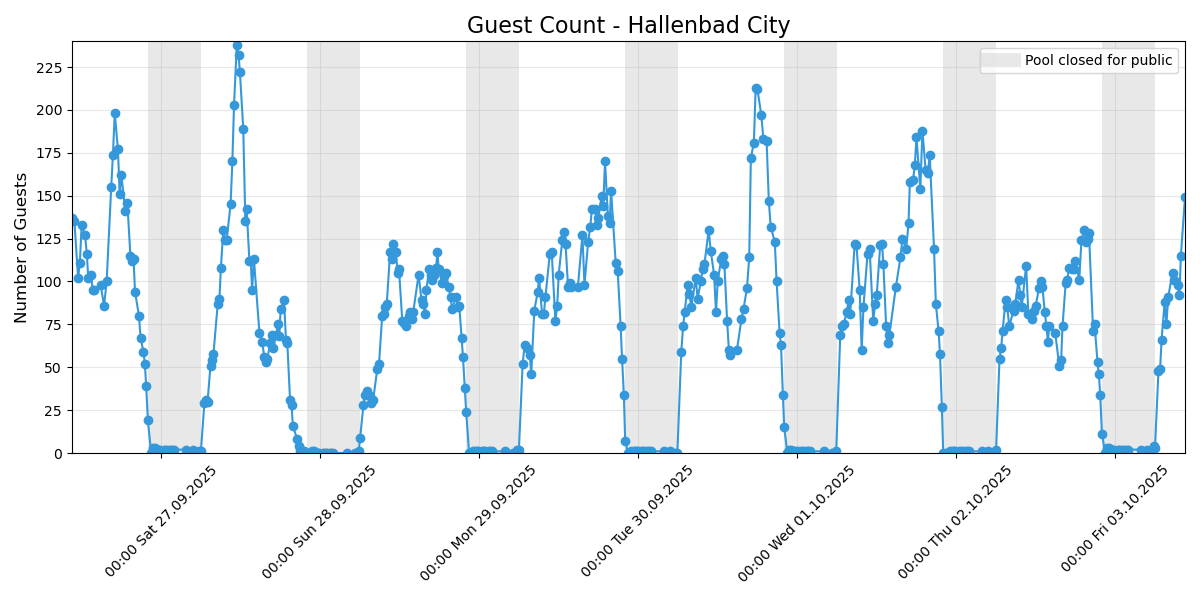 Guest Count - Hallenbad City
Pool closed for public
Number of Guests
225
200
175
150
125
100
75
50
25
0
00:00 Sat 27.09.2025
00:00 Sun 28.09.2025
00:00 Mon 29.09.2025
00:00 Tue 30.09.2025
00:00 Wed 01.10.2025
00:00 Thu 02.10.2025
00:00 Fri 03.10.2025